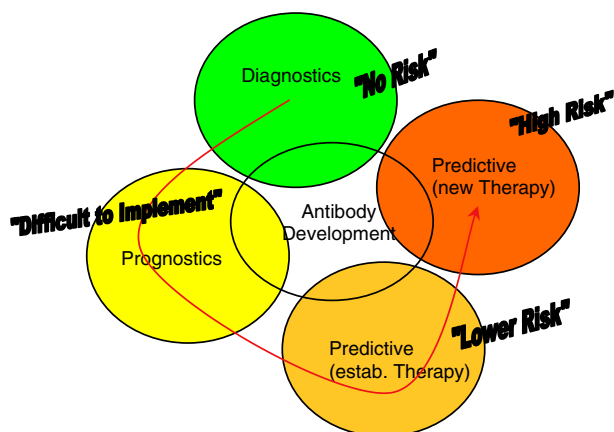 Diagnostics
"No Risk"
"High Risk"
Predictive
(new Therapy)
Antibody
Development
"Difficult to Implement"
Prognostics
"Lower Risk"
Predictive
(estab. Therapy)